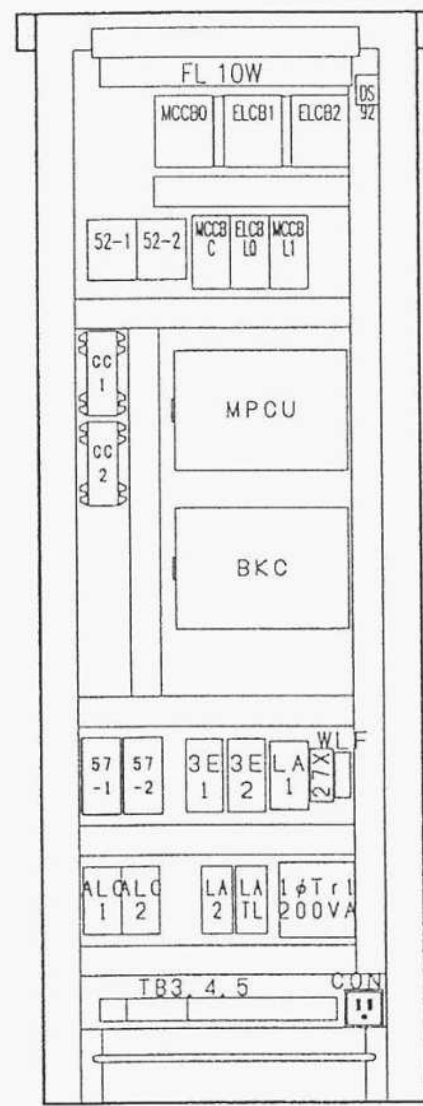 FL 10W
DS
92
MCCB0 ELCB1 ELCB2
52-1 52-2
MCCB
C
ELCB
L0
MCCB
L1
CC
1
MPCU
CC
2
BKC
WLF
57
-1
57
-2
3E
1
3E
2
LA
1
27X
ALC
1
ALC
2
LA
2
LA
TL
1φTr1
200VA
TB3.4.5
CON